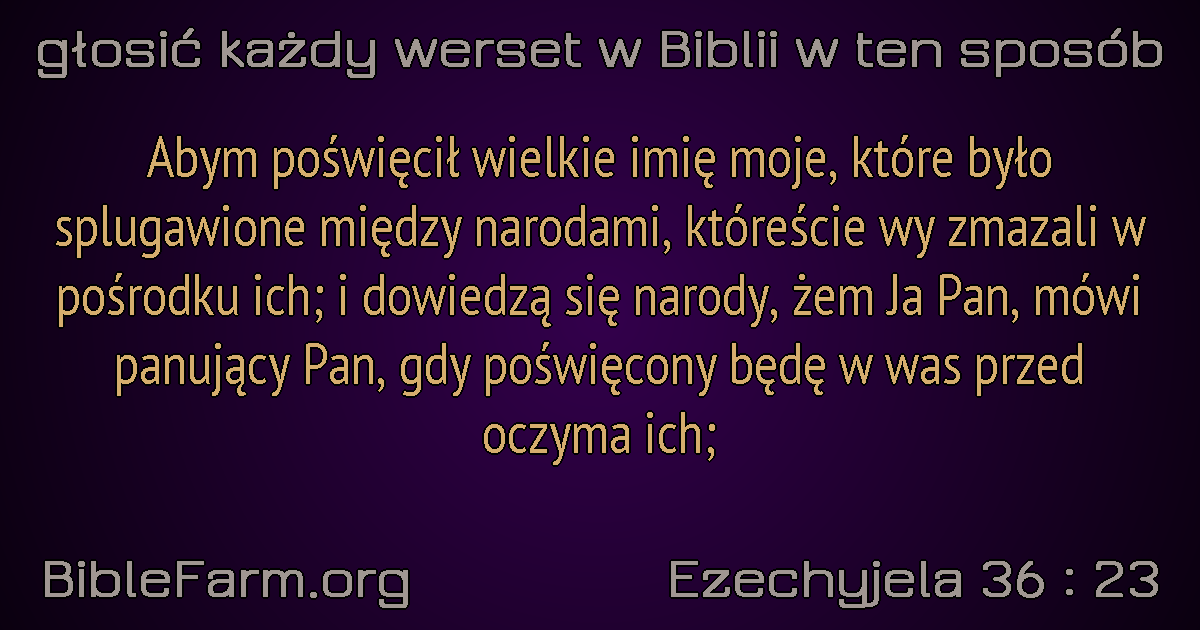 głosić każdy werset w Biblii w ten sposób
Abym poświęcił wielkie imię moje, które było
splugawione między narodami, któreście wy zmazali w
pośrodku ich; i dowiedzą się narody, żem Ja Pan, mówi
panujący Pan, gdy poświęcony będę w was przed
oczyma ich;
BibleFarm.org
Ezechyjela 36 : 23